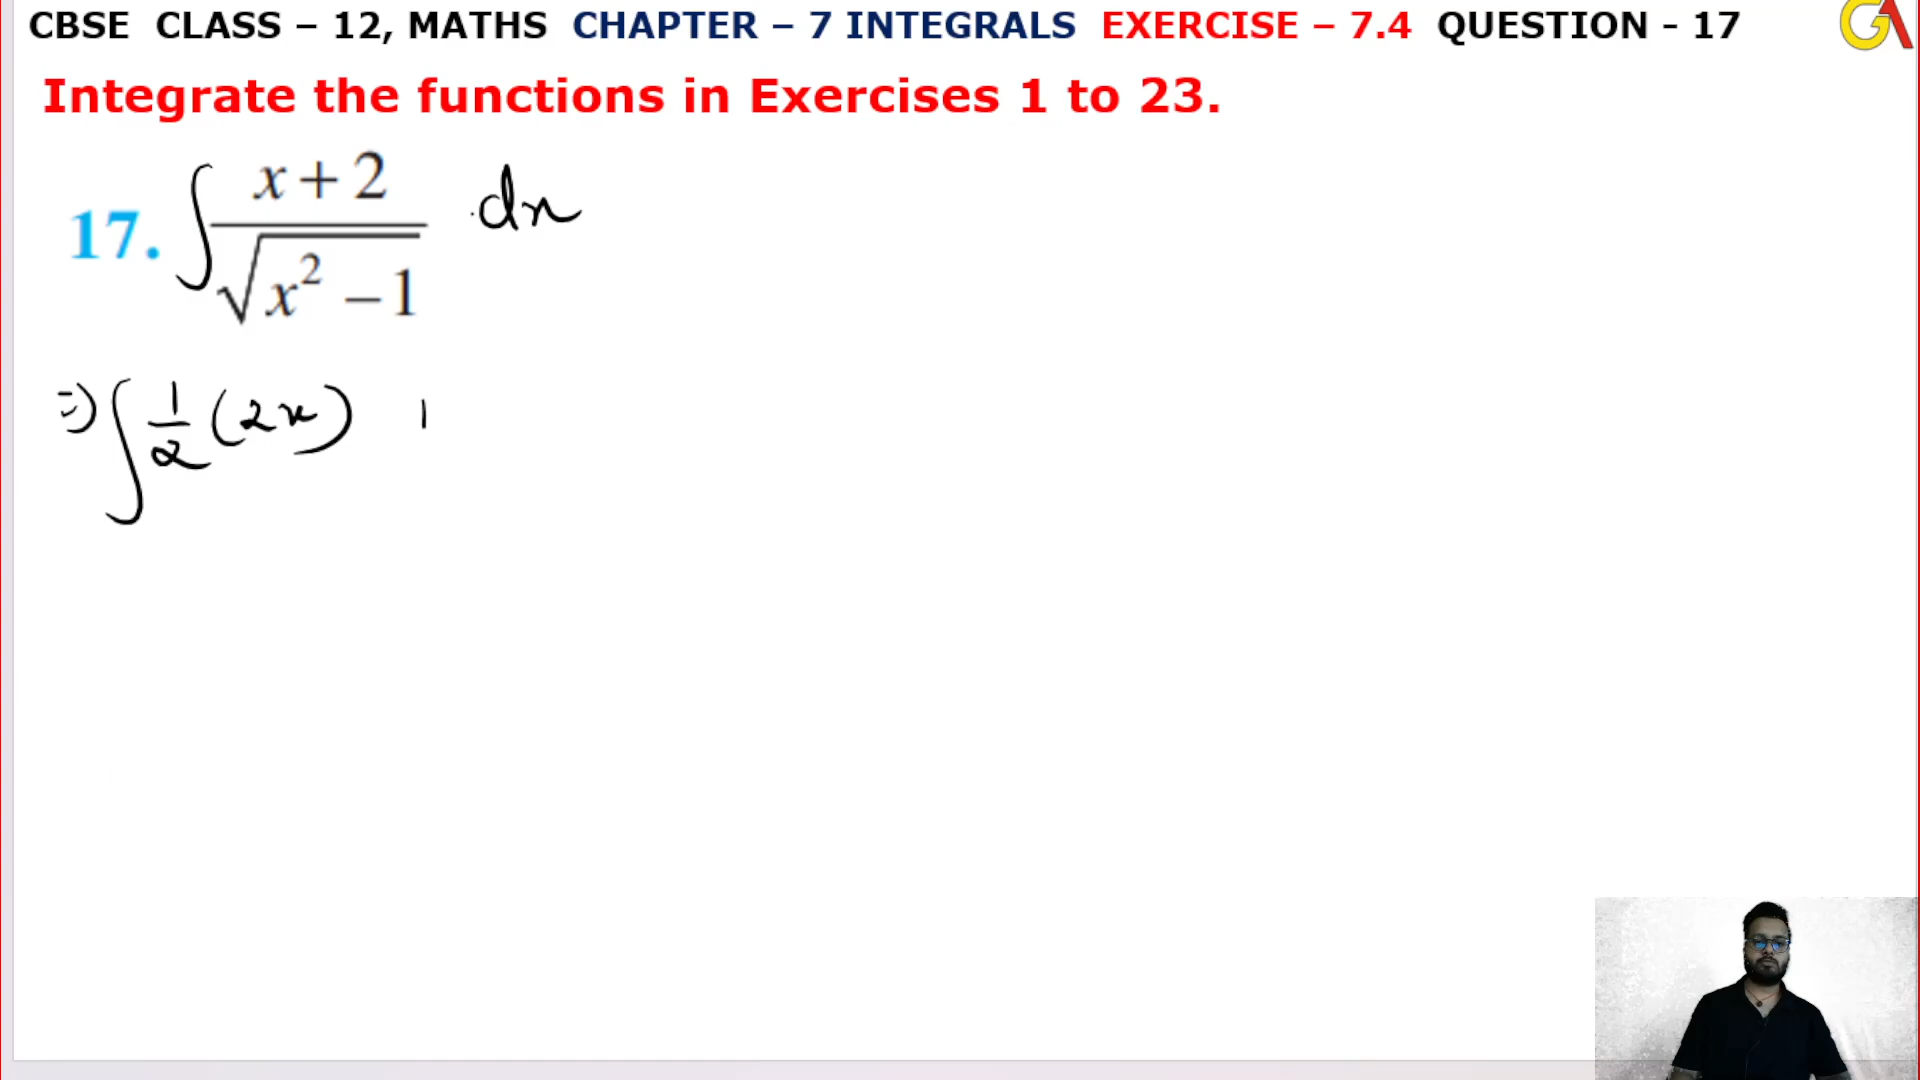 CBSE CLASS – 12, MATHS CHAPTER – 7 INTEGRALS EXERCISE – 7.4 QUESTION - 17
GA
Integrate the functions in Exercises 1 to 23.
17. ∫ (x + 2)/√(x² − 1) dx
⇒ ∫ 1/2 (2x) ı